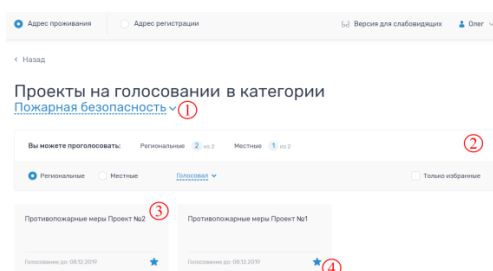 Адрес проживания Адрес регистрации Версия для слабовидящих Олег
< Назад
Проекты на голосовании в категории
Пожарная безопасность 1
Вы можете проголосовать: Региональные 2 из 2 Местные 1 из 2 2
Региональные Местные Голосовал Только избранные
3
Противопожарные меры Проект №2 Противопожарные меры Проект №1
Голосование до: 08.12.2019 Голосование до: 08.12.2019
4